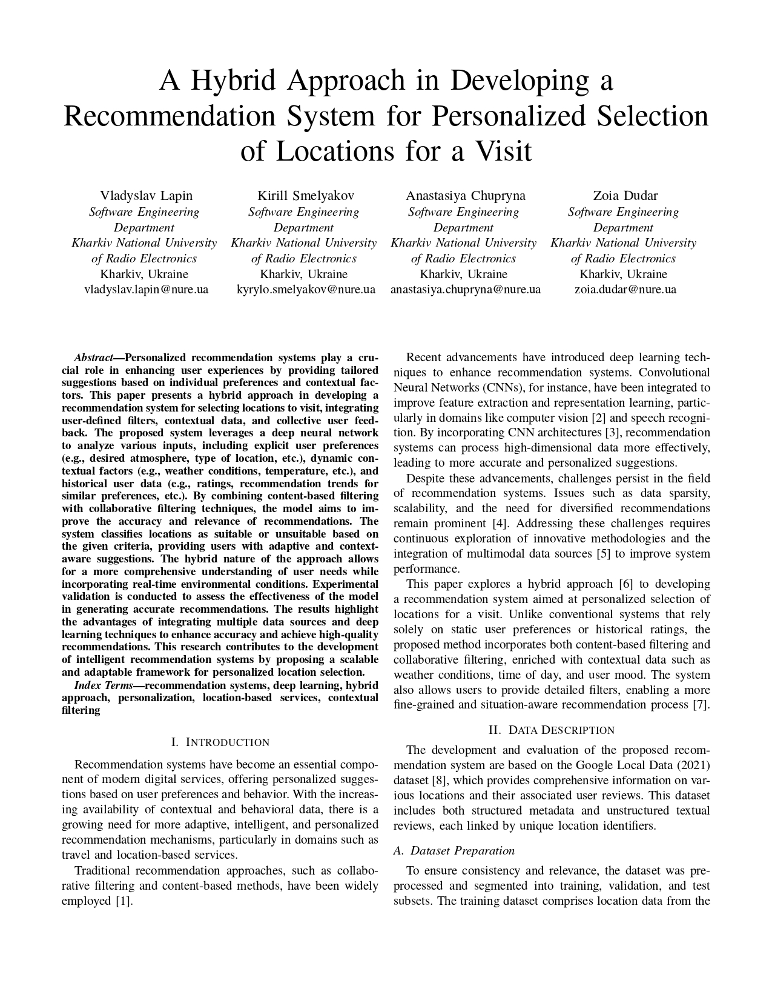 A Hybrid Approach in Developing a
Recommendation System for Personalized Selection
of Locations for a Visit
Vladyslav Lapin
Software Engineering
Department
Kharkiv National University
of Radio Electronics
Kharkiv, Ukraine
vladyslav.lapin@nure.ua
Kirill Smelyakov
Software Engineering
Department
Kharkiv National University
of Radio Electronics
Kharkiv, Ukraine
kyrylo.smelyakov@nure.ua
Anastasiya Chupryna
Software Engineering
Department
Kharkiv National University
of Radio Electronics
Kharkiv, Ukraine
anastasiya.chupryna@nure.ua
Zoia Dudar
Software Engineering
Department
Kharkiv National University
of Radio Electronics
Kharkiv, Ukraine
zoia.dudar@nure.ua
Abstract—Personalized recommendation systems play a cru-
cial role in enhancing user experiences by providing tailored
suggestions based on individual preferences and contextual fac-
tors. This paper presents a hybrid approach in developing a
recommendation system for selecting locations to visit, integrating
user-defined filters, contextual data, and collective user feed-
back. The proposed system leverages a deep neural network
to analyze various inputs, including explicit user preferences
(e.g., desired atmosphere, type of location, etc.), dynamic con-
textual factors (e.g., weather conditions, temperature, etc.), and
historical user data (e.g., ratings, recommendation trends for
similar preferences, etc.). By combining content-based filtering
with collaborative filtering techniques, the model aims to im-
prove the accuracy and relevance of recommendations. The
system classifies locations as suitable or unsuitable based on
the given criteria, providing users with adaptive and context-
aware suggestions. The hybrid nature of the approach allows
for a more comprehensive understanding of user needs while
incorporating real-time environmental conditions. Experimental
validation is conducted to assess the effectiveness of the model
in generating accurate recommendations. The results highlight
the advantages of integrating multiple data sources and deep
learning techniques to enhance accuracy and achieve high-quality
recommendations. This research contributes to the development
of intelligent recommendation systems by proposing a scalable
and adaptable framework for personalized location selection.
Index Terms—recommendation systems, deep learning, hybrid
approach, personalization, location-based services, contextual
filtering
I. INTRODUCTION
Recommendation systems have become an essential compo-
nent of modern digital services, offering personalized sugges-
tions based on user preferences and behavior. With the increas-
ing availability of contextual and behavioral data, there is a
growing need for more adaptive, intelligent, and personalized
recommendation mechanisms, particularly in domains such as
travel and location-based services.
Traditional recommendation approaches, such as collabo-
rative filtering and content-based methods, have been widely
employed [1].
Recent advancements have introduced deep learning tech-
niques to enhance recommendation systems. Convolutional
Neural Networks (CNNs), for instance, have been integrated to
improve feature extraction and representation learning, partic-
ularly in domains like computer vision [2] and speech recogni-
tion. By incorporating CNN architectures [3], recommendation
systems can process high-dimensional data more effectively,
leading to more accurate and personalized suggestions.
Despite these advancements, challenges persist in the field
of recommendation systems. Issues such as data sparsity,
scalability, and the need for diversified recommendations
remain prominent [4]. Addressing these challenges requires
continuous exploration of innovative methodologies and the
integration of multimodal data sources [5] to improve system
performance.
This paper explores a hybrid approach [6] to developing
a recommendation system aimed at personalized selection of
locations for a visit. Unlike conventional systems that rely
solely on static user preferences or historical ratings, the
proposed method incorporates both content-based filtering and
collaborative filtering, enriched with contextual data such as
weather conditions, time of day, and user mood. The system
also allows users to provide detailed filters, enabling a more
fine-grained and situation-aware recommendation process [7].
II. DATA DESCRIPTION
The development and evaluation of the proposed recom-
mendation system are based on the Google Local Data (2021)
dataset [8], which provides comprehensive information on var-
ious locations and their associated user reviews. This dataset
includes both structured metadata and unstructured textual
reviews, each linked by unique location identifiers.
A. Dataset Preparation
To ensure consistency and relevance, the dataset was pre-
processed and segmented into training, validation, and test
subsets. The training dataset comprises location data from the